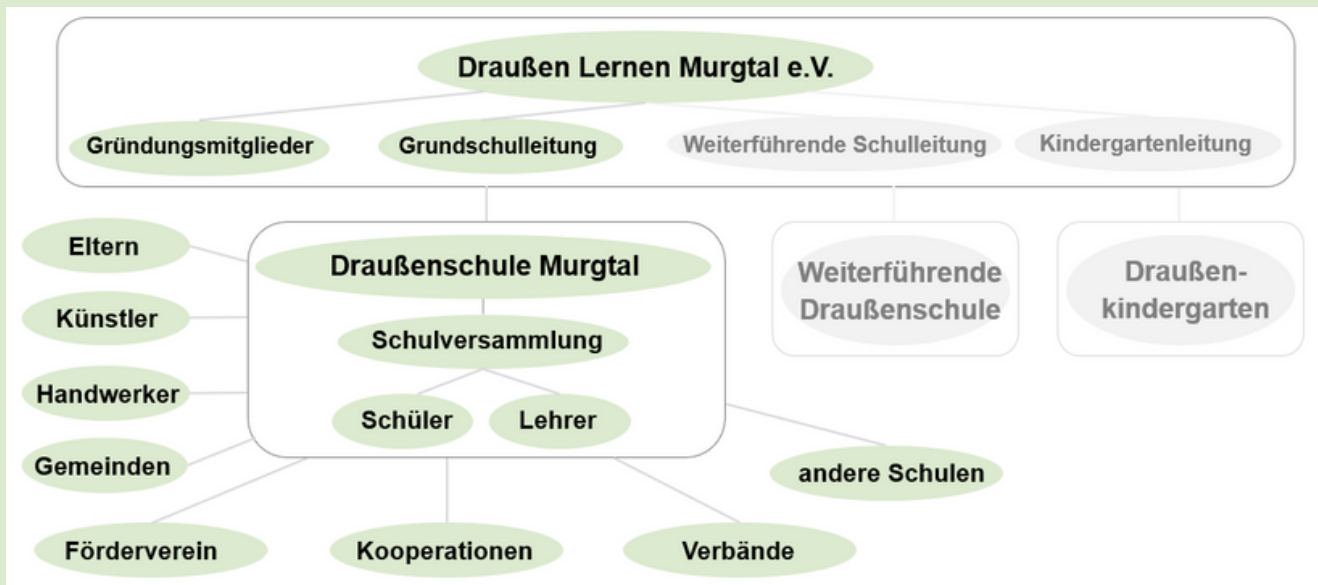 Draußen Lernen Murgtal e.V.
Gründungsmitglieder
Grundschulleitung
Weiterführende Schulleitung
Kindergartenleitung
Eltern
Künstler
Handwerker
Gemeinden
Draußenschule Murgtal
Schulversammlung
Schüler
Lehrer
Weiterführende
Draußenschule
Draußen-
kindergarten
andere Schulen
Förderverein
Kooperationen
Verbände